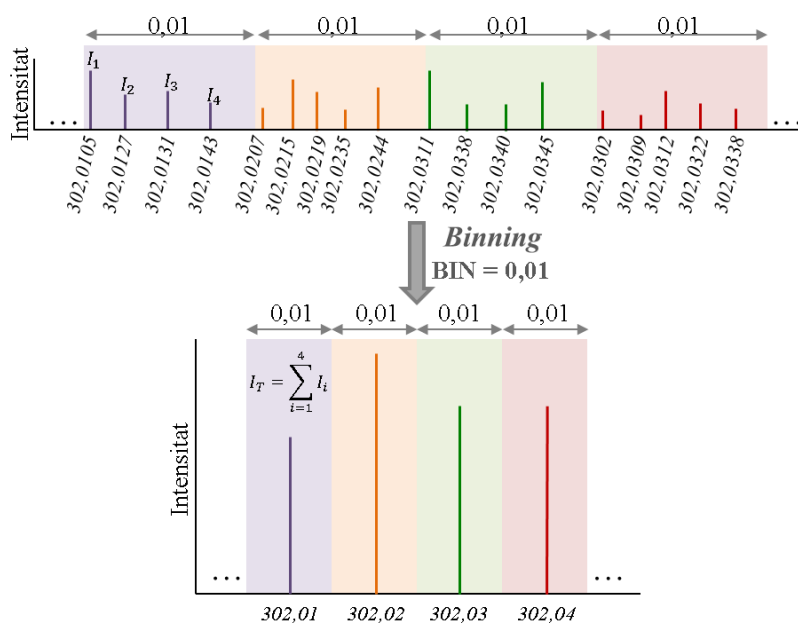 0,01 0,01 0,01 0,01
Intensitat
I1 I2 I3 I4
... ...
302,0105 302,0127 302,0131 302,0143 302,0207 302,0215 302,0219 302,0235 302,0244 302,0311 302,0338 302,0340 302,0345 302,0302 302,0309 302,0312 302,0322 302,0338
Binning
BIN = 0,01
0,01 0,01 0,01 0,01
Intensitat
I_T = \sum_{i=1}^{4} I_i
... ...
302,01 302,02 302,03 302,04